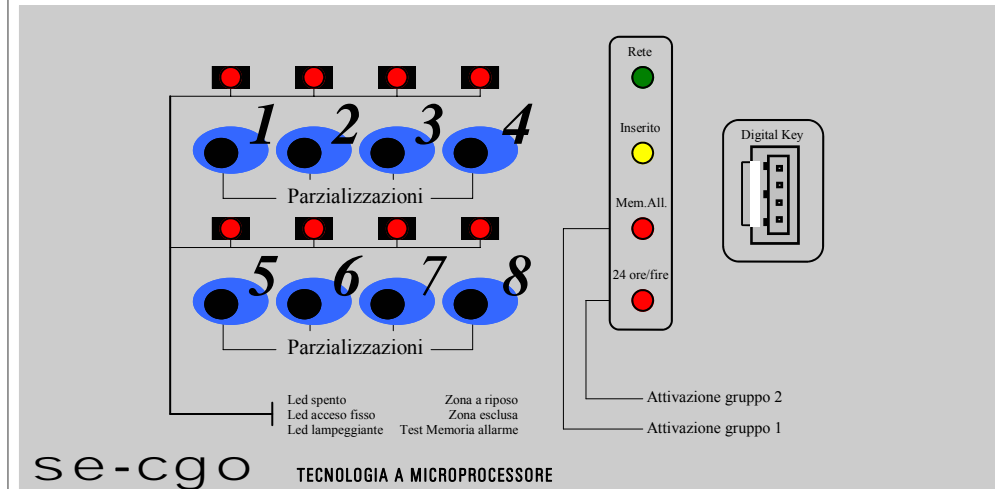 Rete
1 2 3 4
Inserito
Digital Key
Parzializzazioni
Mem.All.
5 6 7 8
24 ore/fire
Parzializzazioni
Led spento Zona a riposo
Led acceso fisso Zona esclusa
Led lampeggiante Test Memoria allarme
Attivazione gruppo 2
Attivazione gruppo 1
se-cgo TECNOLOGIA A MICROPROCESSORE